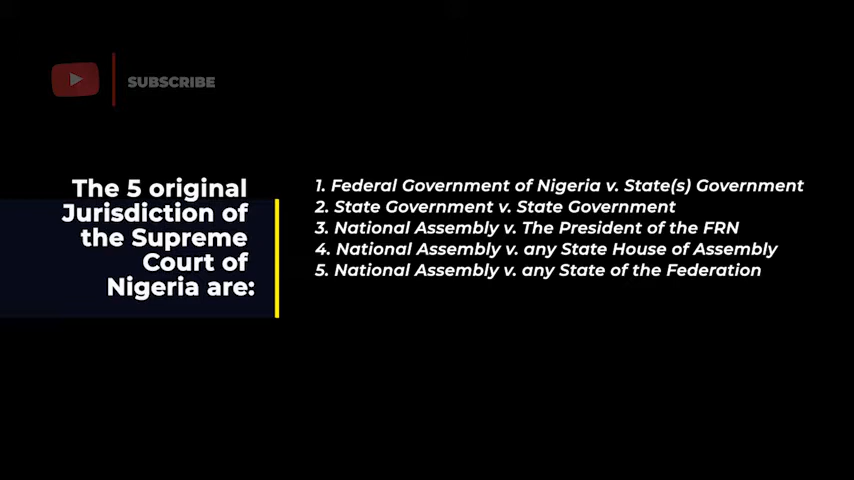 SUBSCRIBE
The 5 original
Jurisdiction of
the Supreme
Court of
Nigeria are:
1. Federal Government of Nigeria v. State(s) Government
2. State Government v. State Government
3. National Assembly v. The President of the FRN
4. National Assembly v. any State House of Assembly
5. National Assembly v. any State of the Federation